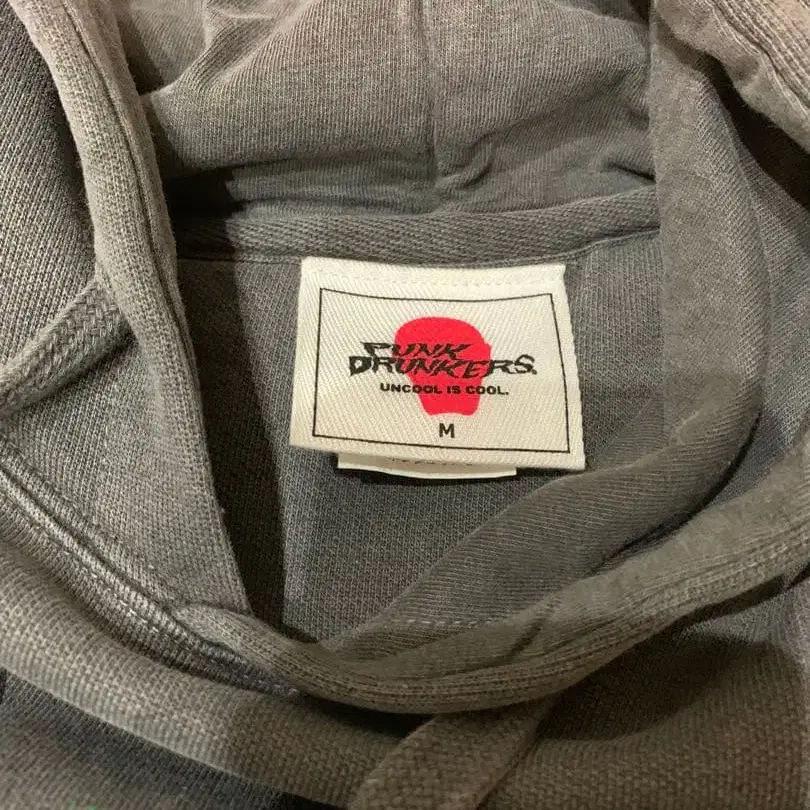 PUNK
DRUNKERS.
UNCOOL IS COOL.
M